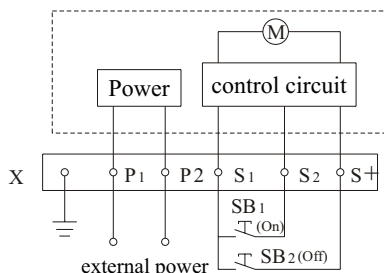 M
Power control circuit
X P1 P2 S1 S2 S+
SB1
(On)
SB2 (Off)
external power